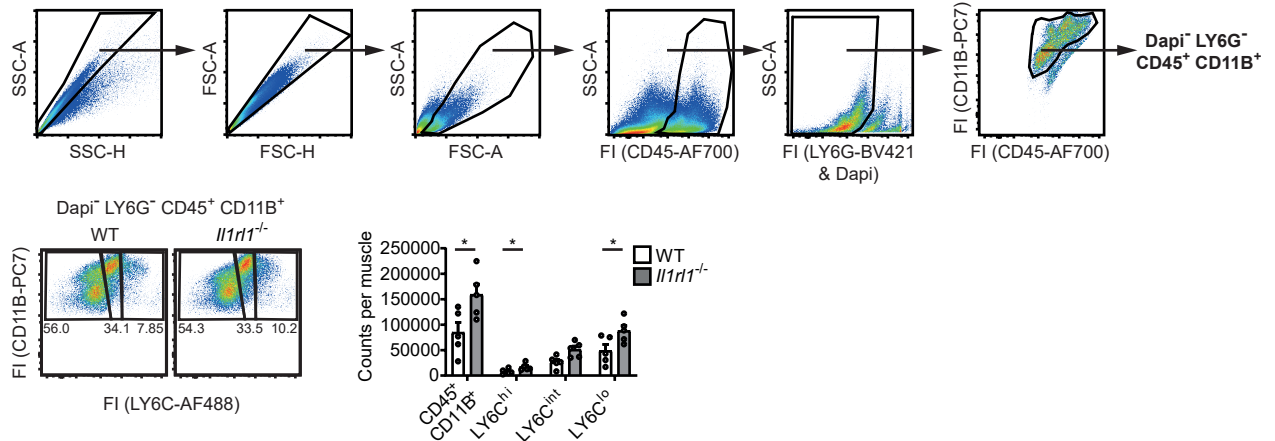 SSC-A
SSC-H
FSC-A
FSC-H
SSC-A
FSC-A
SSC-A
FI (CD45-AF700)
SSC-A
FI (LY6G-BV421
& Dapi)
FI (CD11B-PC7)
FI (CD45-AF700)
Dapi⁻ LY6G⁻
CD45⁺ CD11B⁺
Dapi⁻ LY6G⁻ CD45⁺ CD11B⁺
WT
Il1rl1⁻/⁻
FI (CD11B-PC7)
56.0 34.1 7.85
54.3 33.5 10.2
FI (LY6C-AF488)
Counts per muscle
250000
200000
150000
100000
50000
0
* * *
WT
Il1rl1⁻/⁻
CD45⁺
CD11B⁺
LY6Cʰⁱ
LY6Cⁱⁿᵗ
LY6Cˡᵒ